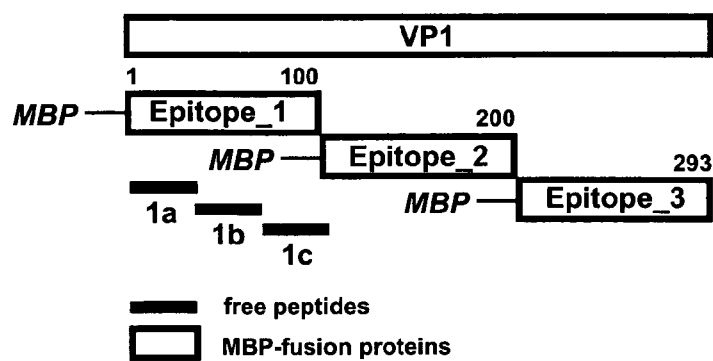 VP1
1 100
MBP Epitope_1
200
MBP Epitope_2
293
MBP Epitope_3
1a
1b
1c
free peptides
MBP-fusion proteins